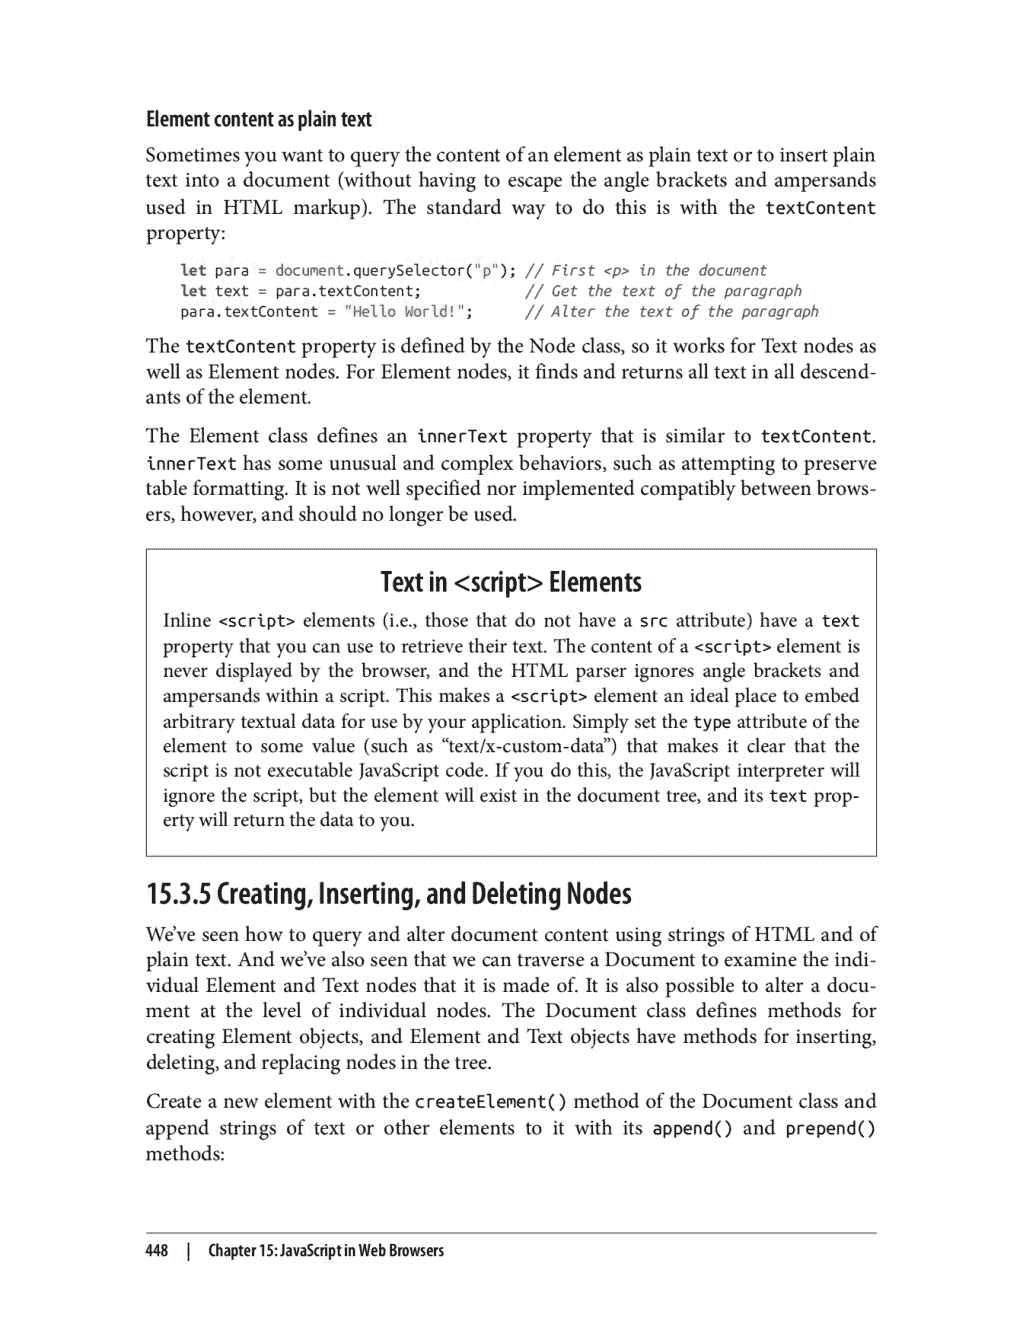 Element content as plain text
Sometimes you want to query the content of an element as plain text or to insert plain
text into a document (without having to escape the angle brackets and ampersands
used in HTML markup). The standard way to do this is with the textContent
property:
let para = document.querySelector("p"); // First <p> in the document
let text = para.textContent; // Get the text of the paragraph
para.textContent = "Hello World!"; // Alter the text of the paragraph
The textContent property is defined by the Node class, so it works for Text nodes as
well as Element nodes. For Element nodes, it finds and returns all text in all descend-
ants of the element.
The Element class defines an innerText property that is similar to textContent.
innerText has some unusual and complex behaviors, such as attempting to preserve
table formatting. It is not well specified nor implemented compatibly between brows-
ers, however, and should no longer be used.
Text in <script> Elements
Inline <script> elements (i.e., those that do not have a src attribute) have a text
property that you can use to retrieve their text. The content of a <script> element is
never displayed by the browser, and the HTML parser ignores angle brackets and
ampersands within a script. This makes a <script> element an ideal place to embed
arbitrary textual data for use by your application. Simply set the type attribute of the
element to some value (such as “text/x-custom-data”) that makes it clear that the
script is not executable JavaScript code. If you do this, the JavaScript interpreter will
ignore the script, but the element will exist in the document tree, and its text prop-
erty will return the data to you.
15.3.5 Creating, Inserting, and Deleting Nodes
We’ve seen how to query and alter document content using strings of HTML and of
plain text. And we’ve also seen that we can traverse a Document to examine the indi-
vidual Element and Text nodes that it is made of. It is also possible to alter a docu-
ment at the level of individual nodes. The Document class defines methods for
creating Element objects, and Element and Text objects have methods for inserting,
deleting, and replacing nodes in the tree.
Create a new element with the createElement() method of the Document class and
append strings of text or other elements to it with its append() and prepend()
methods:
448 | Chapter 15: JavaScript in Web Browsers